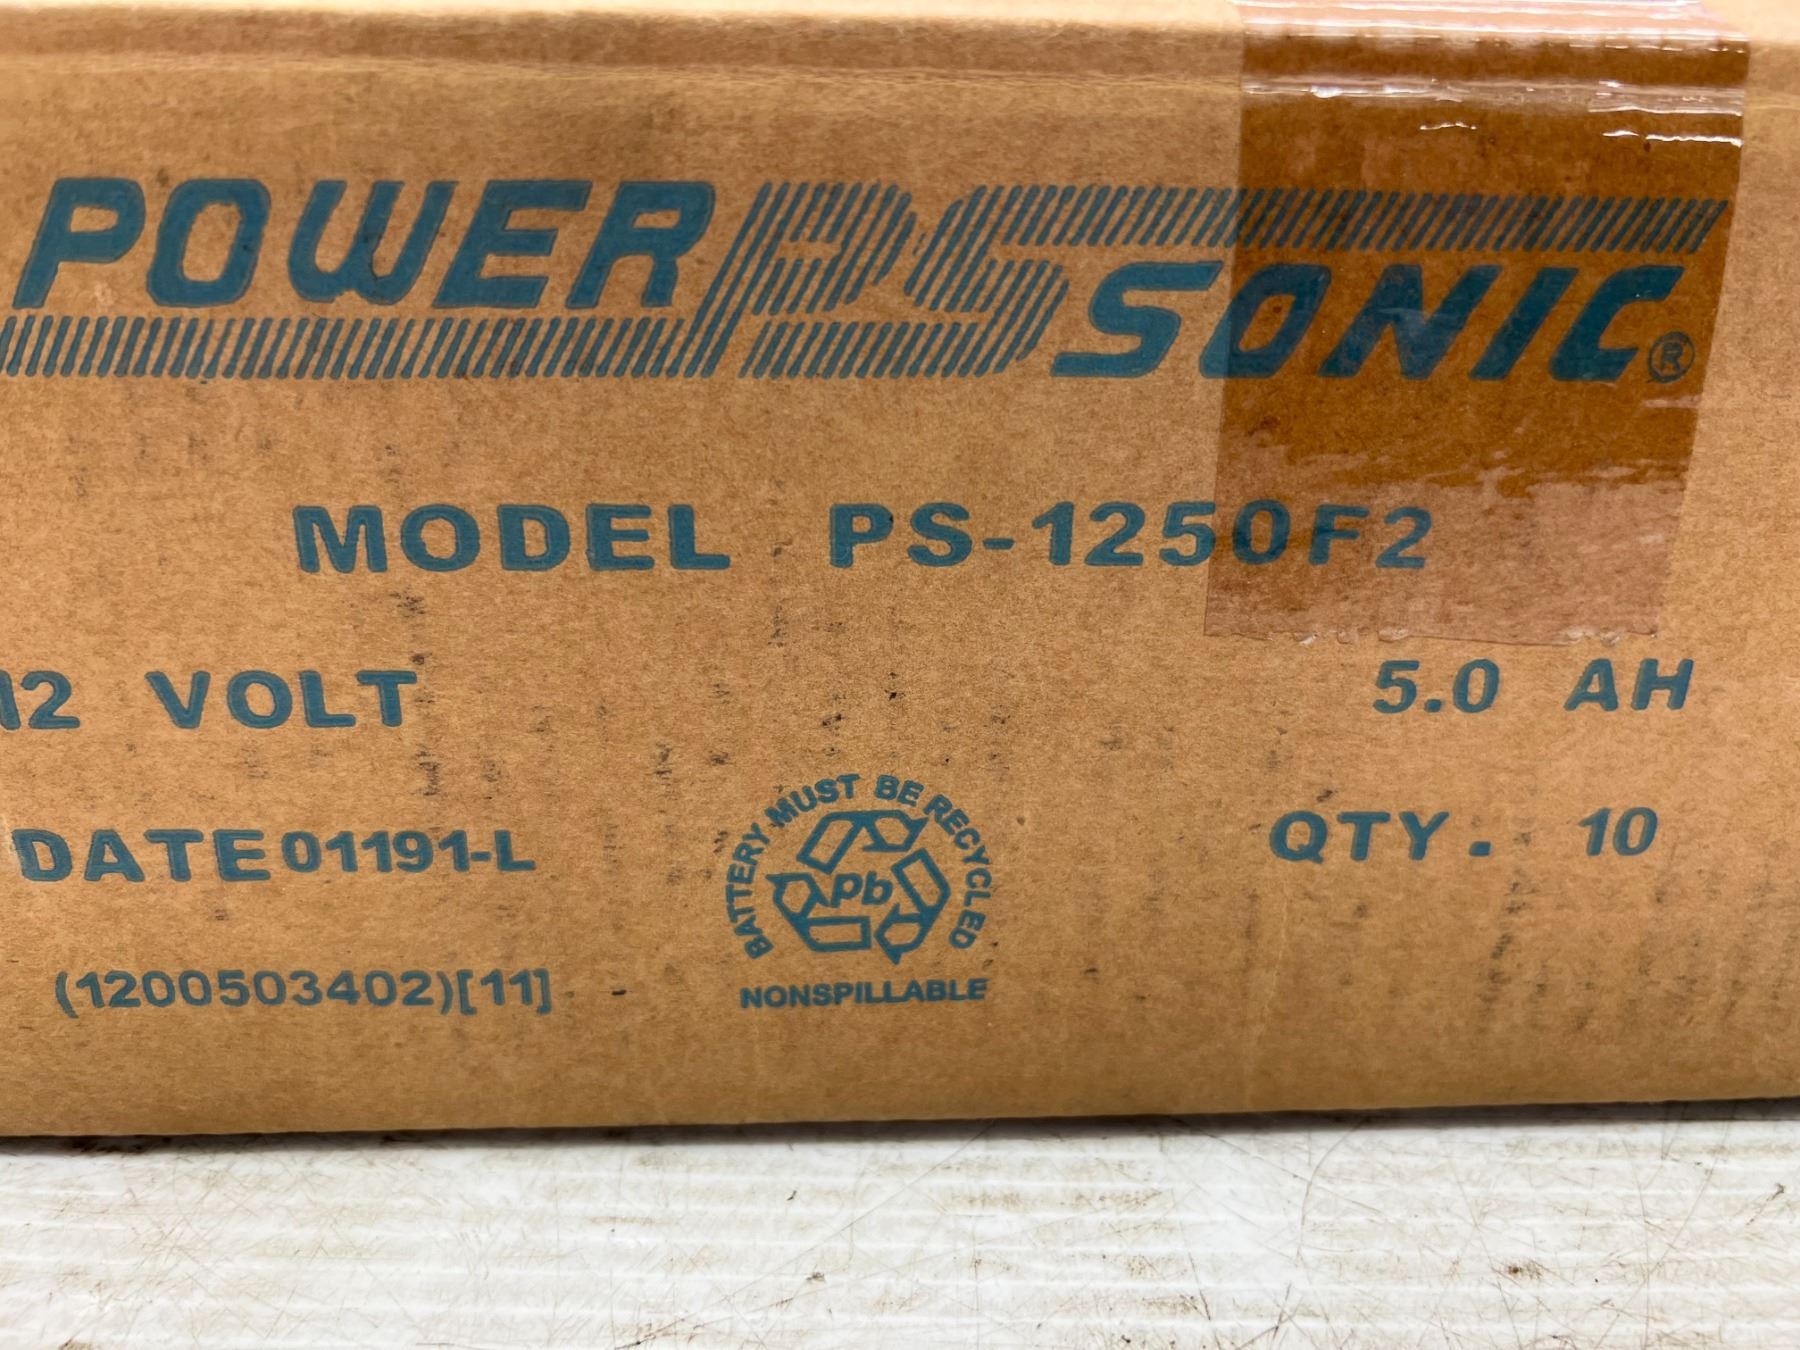 POWER PS SONIC ®
MODEL PS-1250F2
12 VOLT 5.0 AH
DATE 01191-L QTY. 10
BATTERY MUST BE RECYCLED
Pb
(1200503402)[11] NONSPILLABLE